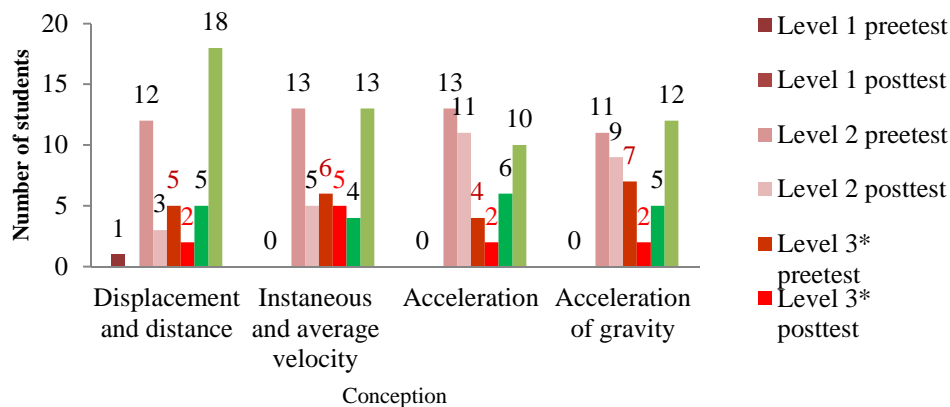 20
15
10
5
0
Number of students
1
12
3
5
2
5
18
0
13
5
6
5
4
13
0
13
11
4
2
6
10
0
11
9
7
2
5
12
Displacement
and distance
Instaneous
and average
velocity
Acceleration
Acceleration
of gravity
Conception
Level 1 preetest
Level 1 posttest
Level 2 preetest
Level 2 posttest
Level 3*
preetest
Level 3*
posttest